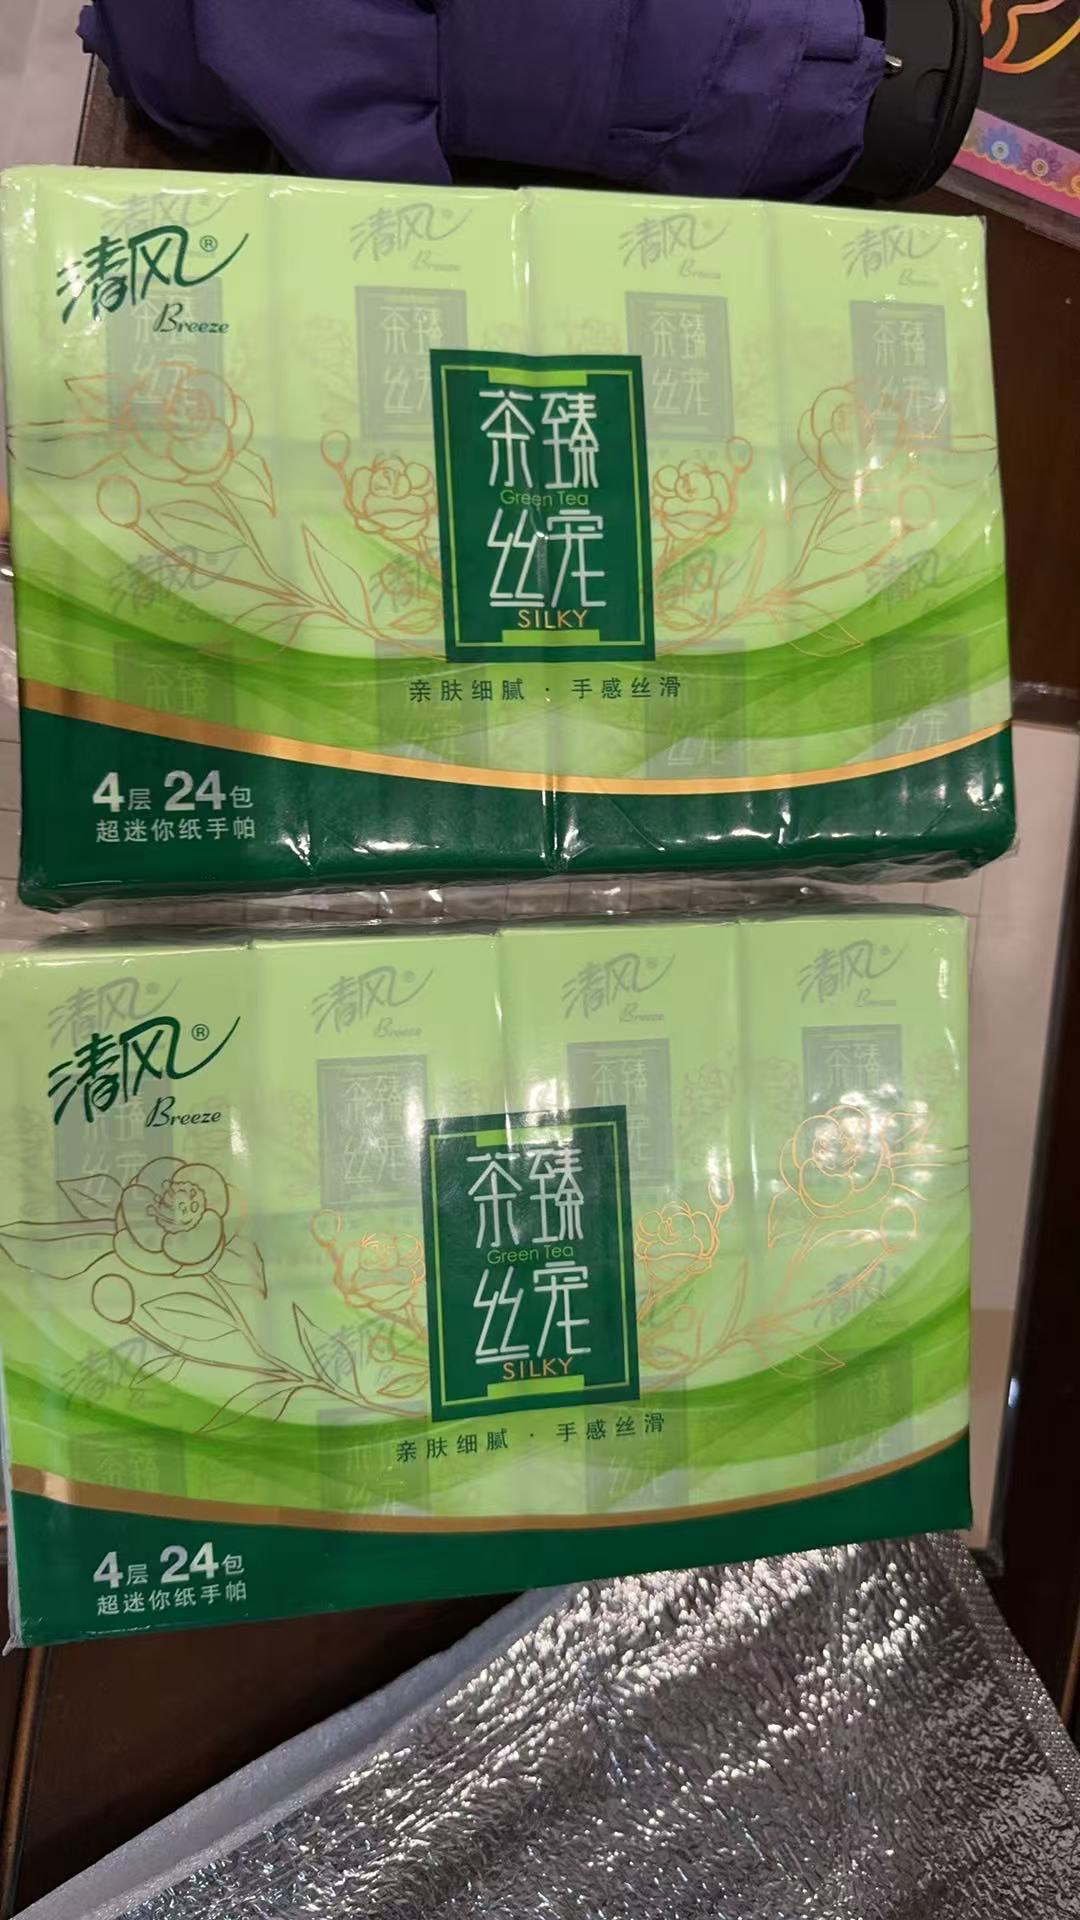 清风®
Breeze
茶臻
Green Tea
丝宠
SILKY
亲肤细腻 · 手感丝滑
4层 24包
超迷你纸手帕
清风®
Breeze
茶臻
Green Tea
丝宠
SILKY
亲肤细腻 · 手感丝滑
4层 24包
超迷你纸手帕